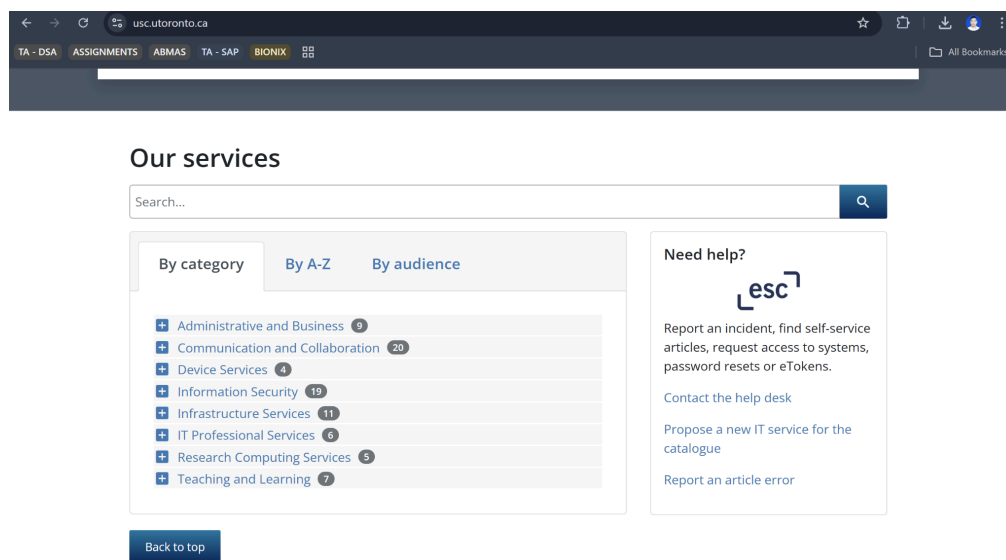 usc.utoronto.ca
TA - DSA ASSIGNMENTS ABMAS TA - SAP BIONIX
All Bookmarks
Our services
Search...
By category By A-Z By audience
Administrative and Business 9
Communication and Collaboration 20
Device Services 4
Information Security 19
Infrastructure Services 11
IT Professional Services 6
Research Computing Services 5
Teaching and Learning 7
Need help?
esc
Report an incident, find self-service
articles, request access to systems,
password resets or eTokens.
Contact the help desk
Propose a new IT service for the
catalogue
Report an article error
Back to top